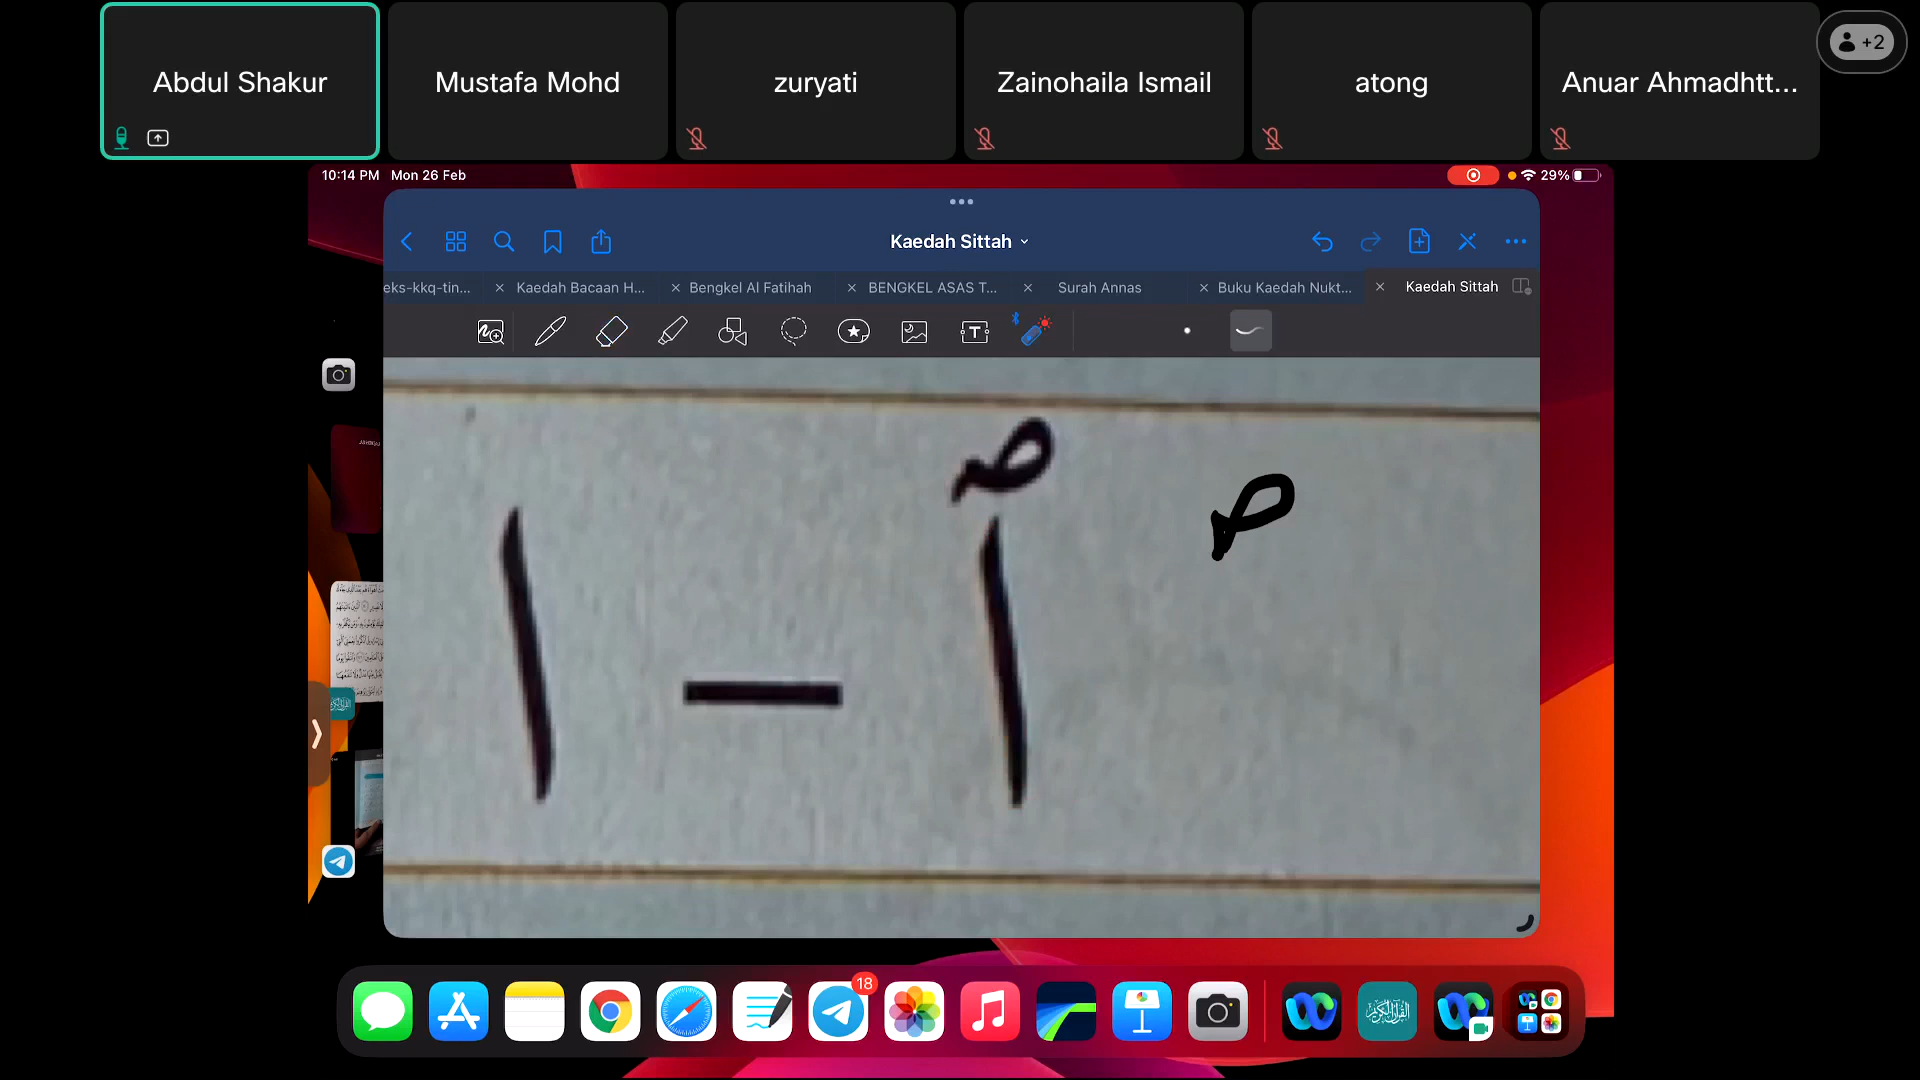 Abdul Shakur
Mustafa Mohd
zuryati
Zainohaila Ismail
atong
Anuar Ahmadhtt...
+2
10:14 PM Mon 26 Feb
29%
Kaedah Sittah
eks-kkq-tin...
Kaedah Bacaan H...
Bengkel Al Fatihah
BENGKEL ASAS T...
Surah Annas
Buku Kaedah Nukt...
Kaedah Sittah
T
18